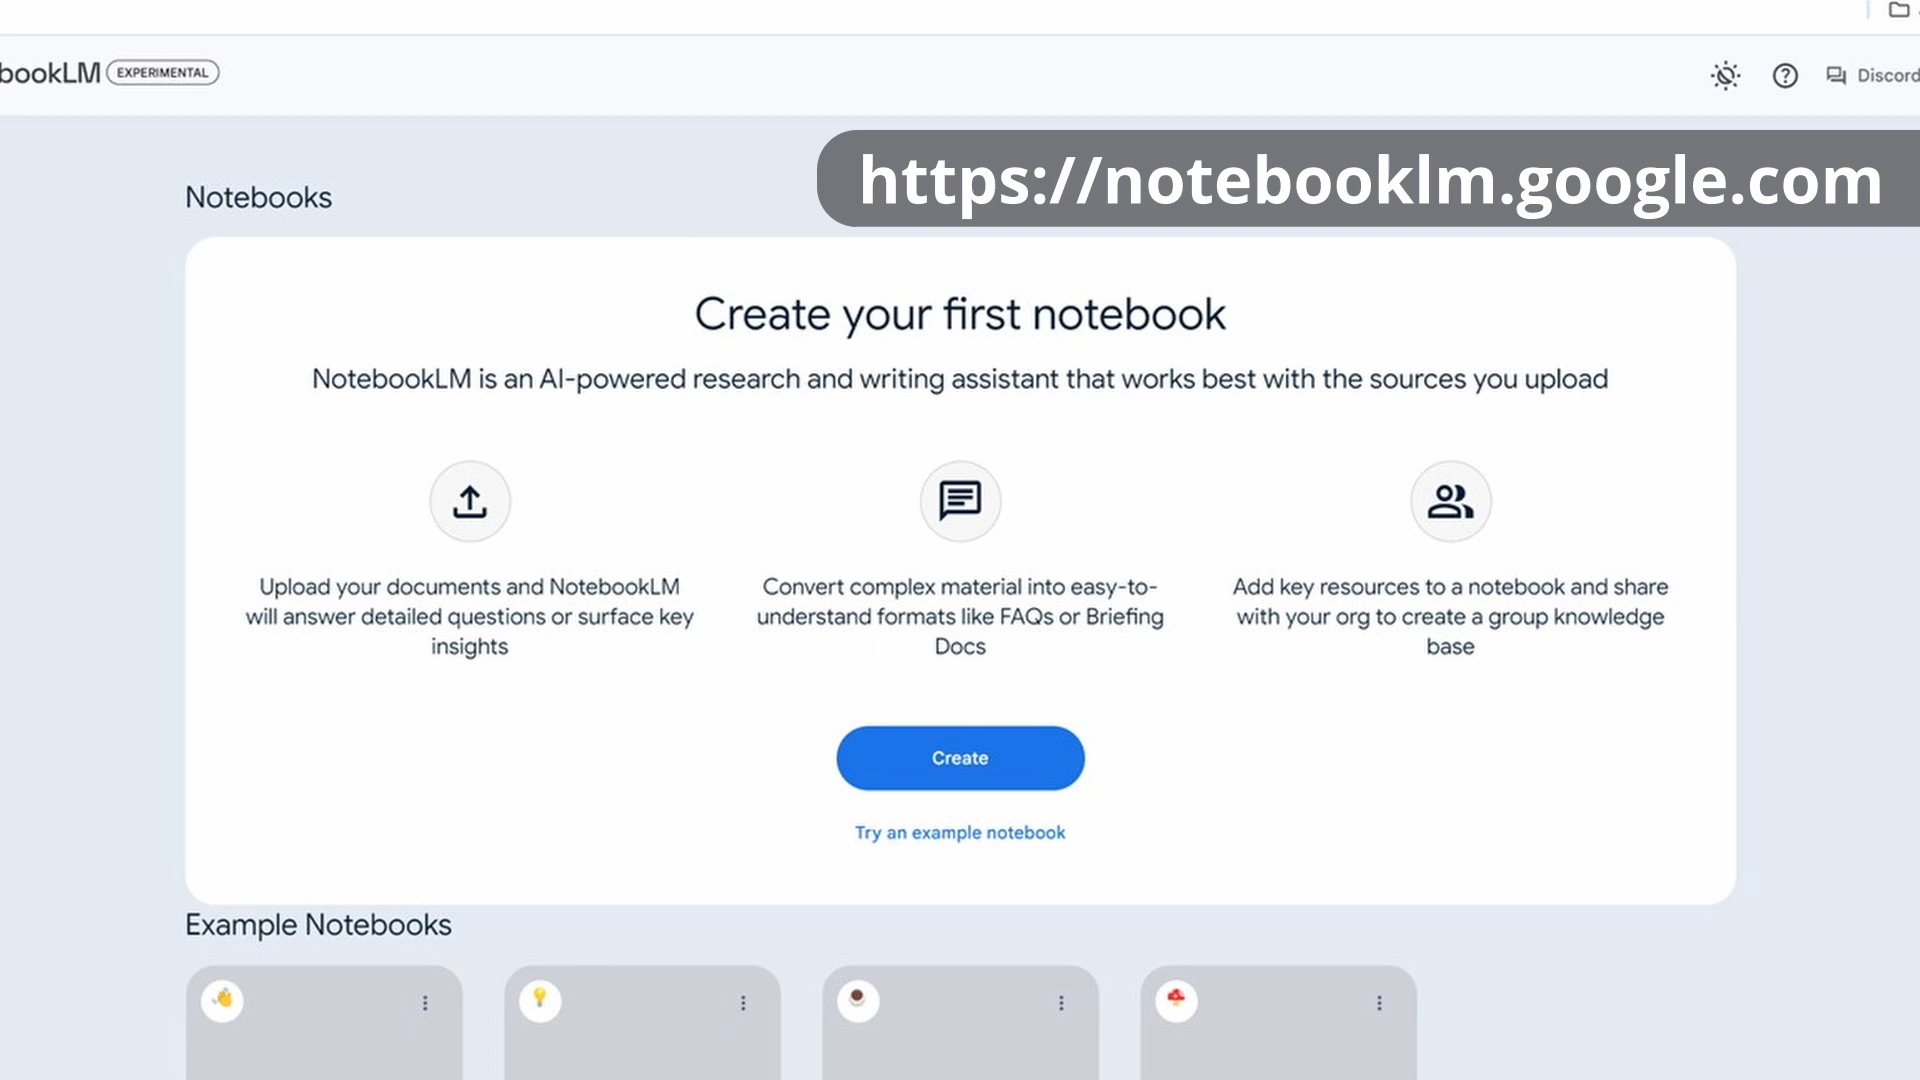 bookLM EXPERIMENTAL
Discord
https://notebooklm.google.com
Notebooks
Create your first notebook
NotebookLM is an AI-powered research and writing assistant that works best with the sources you upload
Upload your documents and NotebookLM
will answer detailed questions or surface key
insights
Convert complex material into easy-to-
understand formats like FAQs or Briefing
Docs
Add key resources to a notebook and share
with your org to create a group knowledge
base
Create
Try an example notebook
Example Notebooks